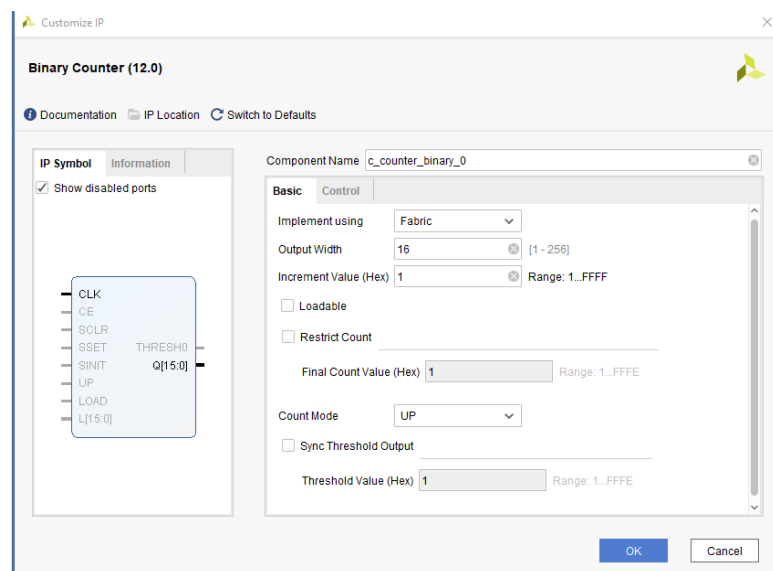 Customize IP
Binary Counter (12.0)
Documentation IP Location Switch to Defaults
IP Symbol Information
Show disabled ports
CLK
CE
SCLR
SSET THRESH0
SINIT Q[15:0]
UP
LOAD
L[15:0]
Component Name c_counter_binary_0
Basic Control
Implement using Fabric
Output Width 16 [1 - 256]
Increment Value (Hex) 1 Range: 1...FFFF
Loadable
Restrict Count
Final Count Value (Hex) 1 Range: 1...FFFE
Count Mode UP
Sync Threshold Output
Threshold Value (Hex) 1 Range: 1...FFFE
OK Cancel